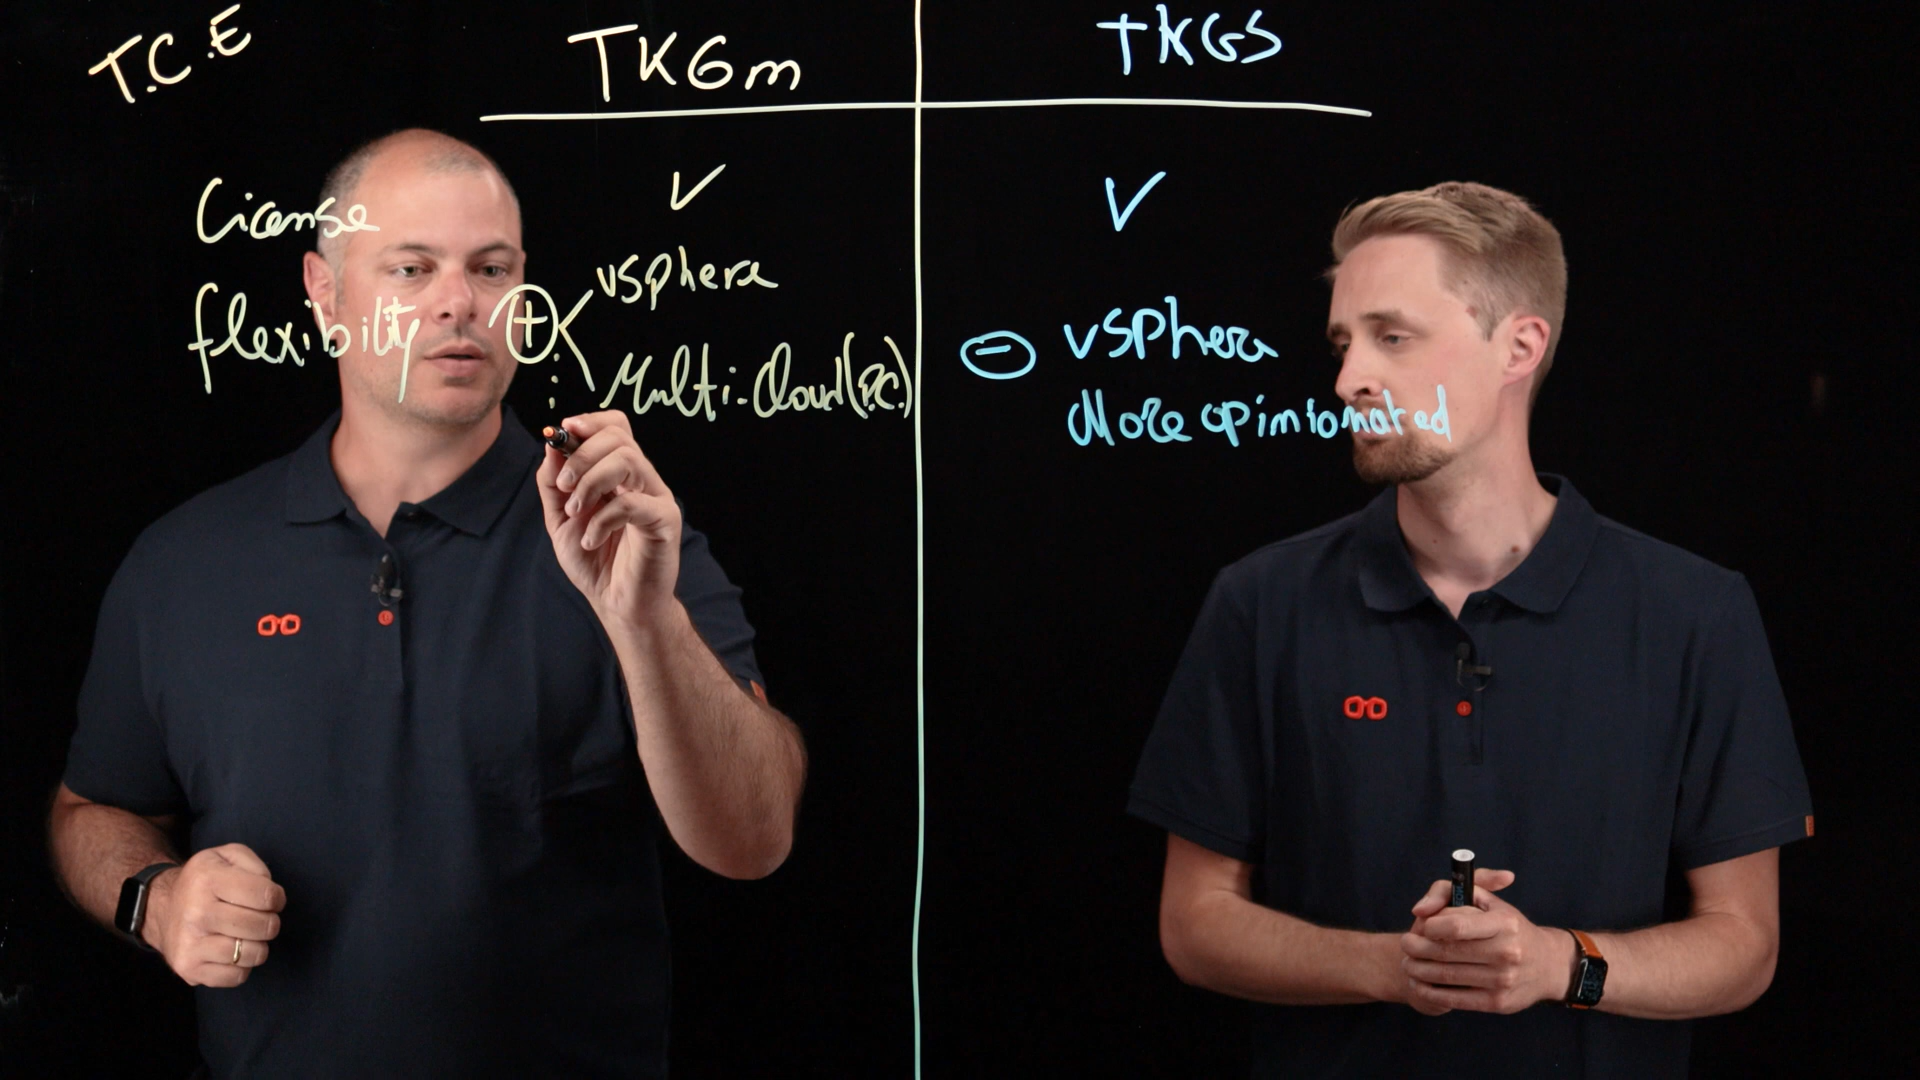 T.C.E
TKGm
TKGS
License
✓
✓
flexibility
+
vsphere
Multi-Cloud (P.C.)
- vsphere
More opinionated